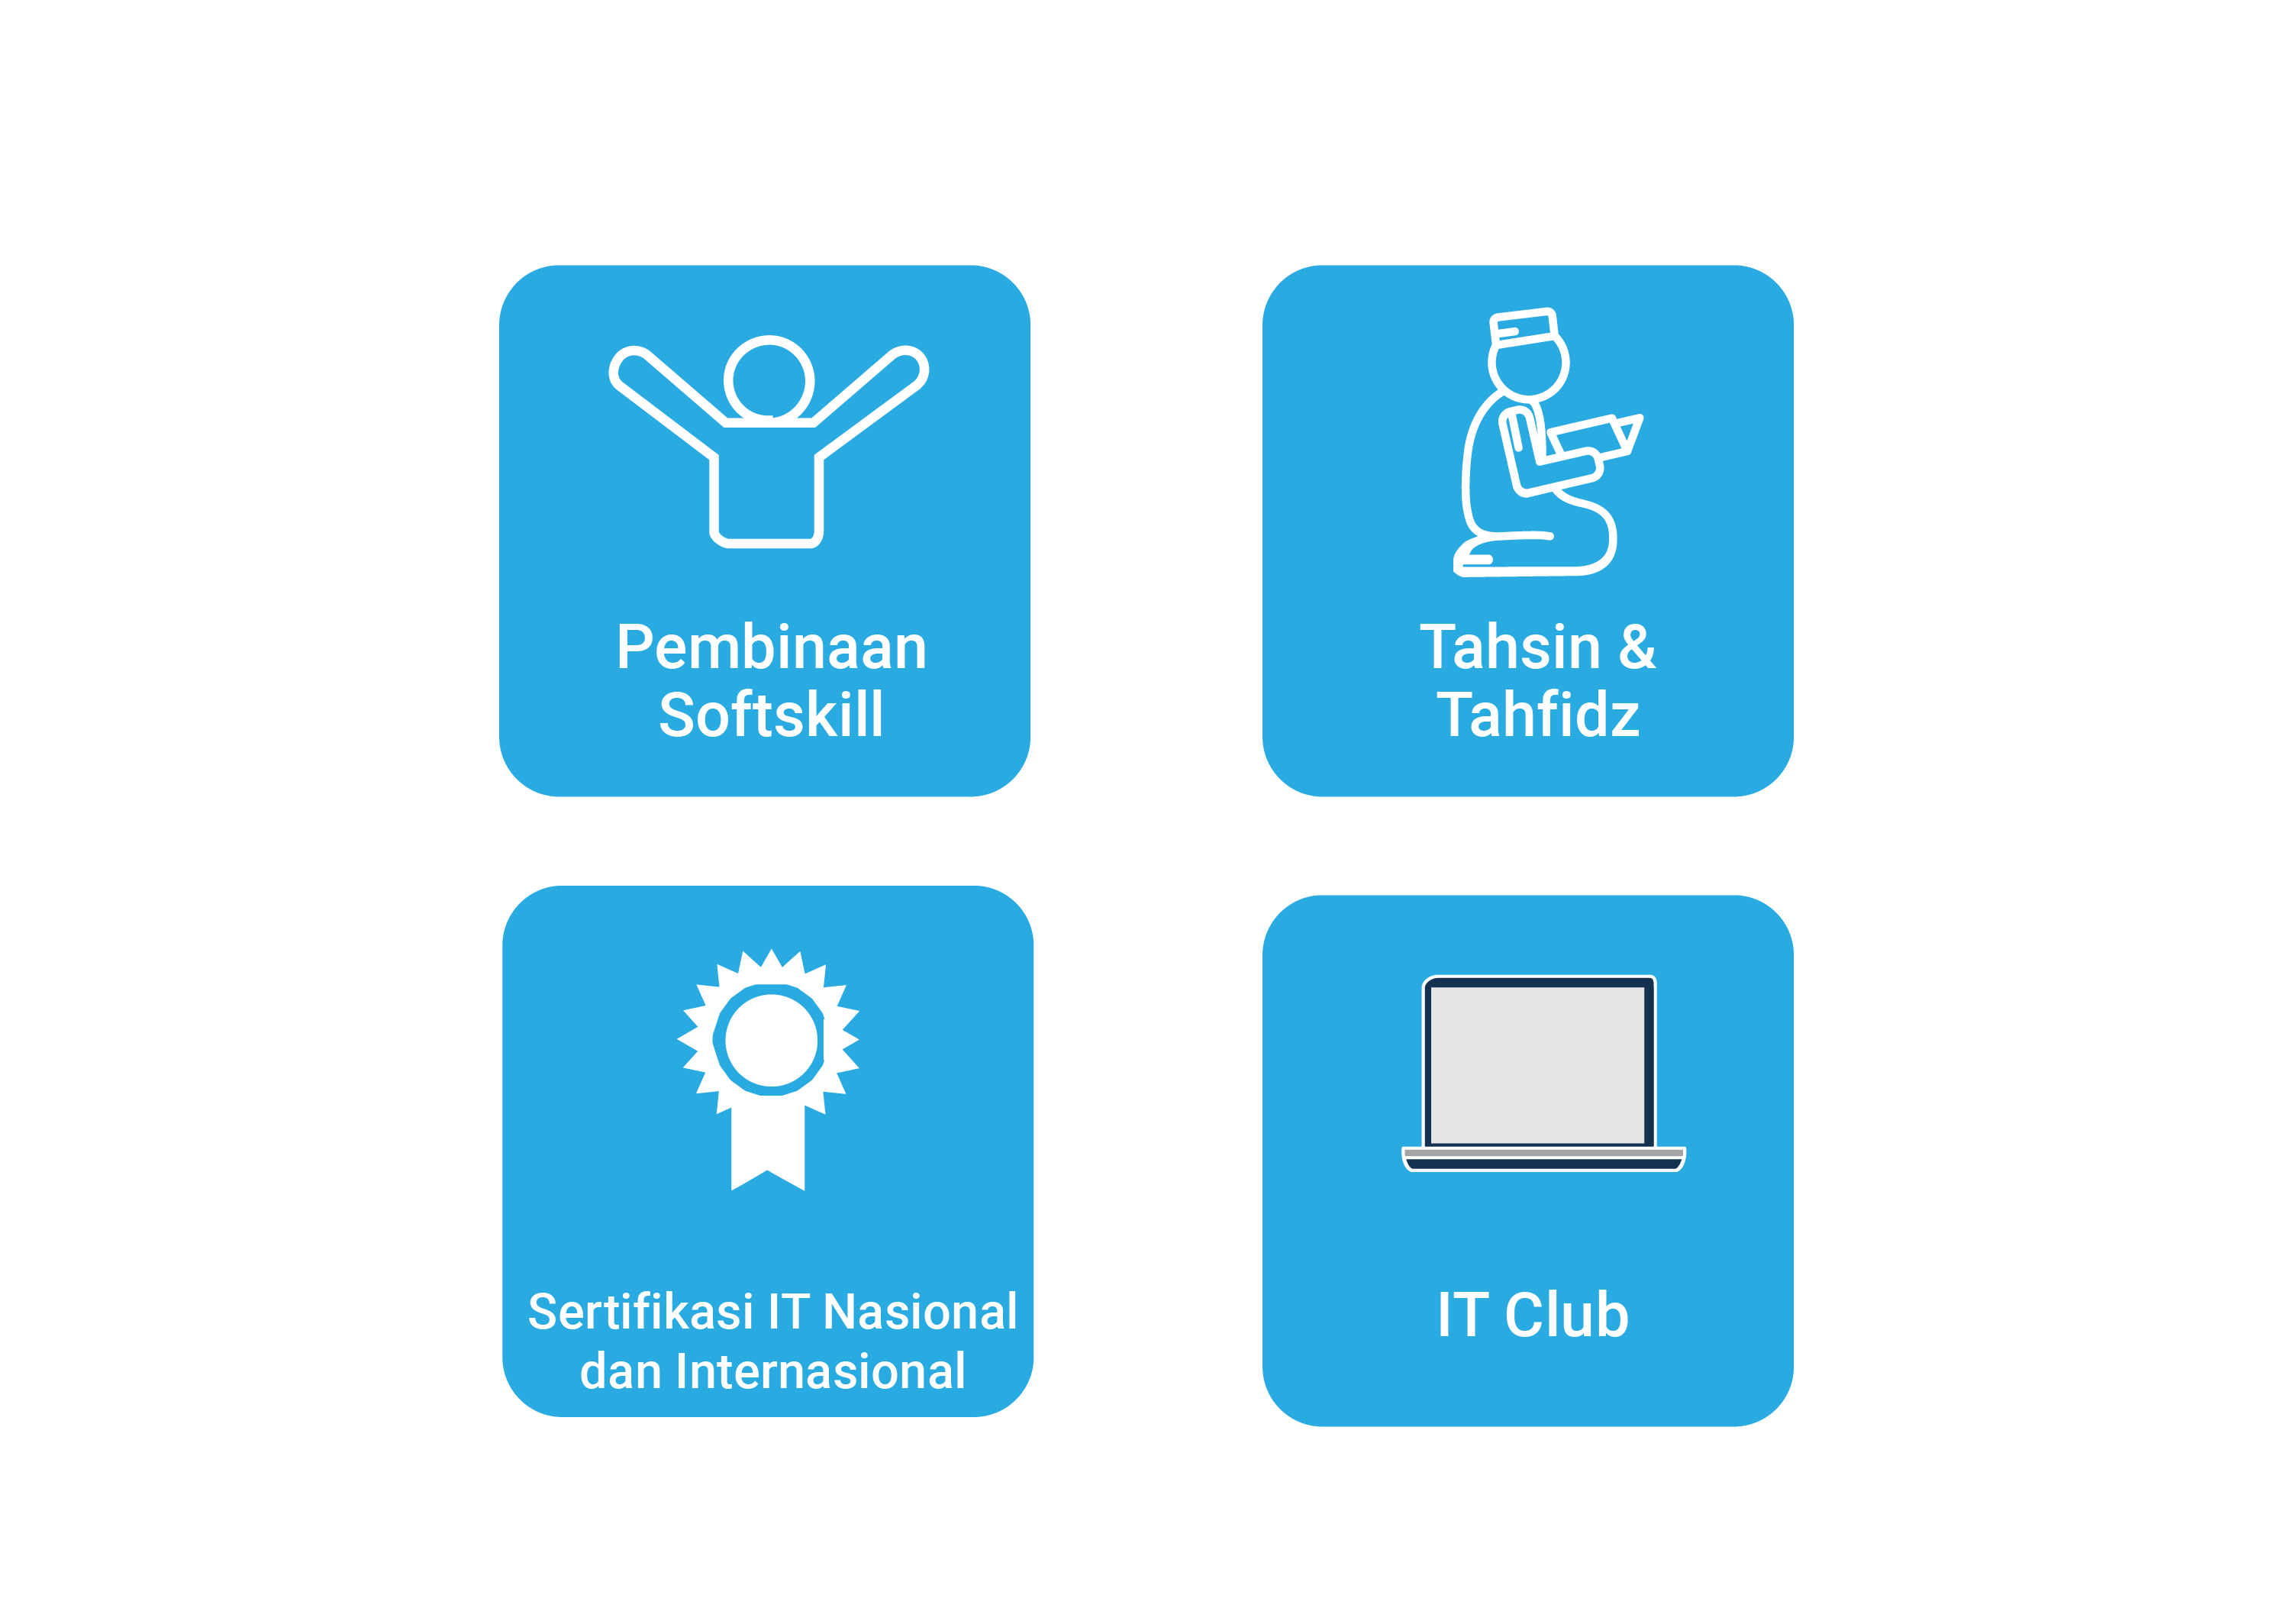 Pembinaan
Softskill
Tahsin &
Tahfidz
Sertifikasi IT Nasional
dan Internasional
IT Club